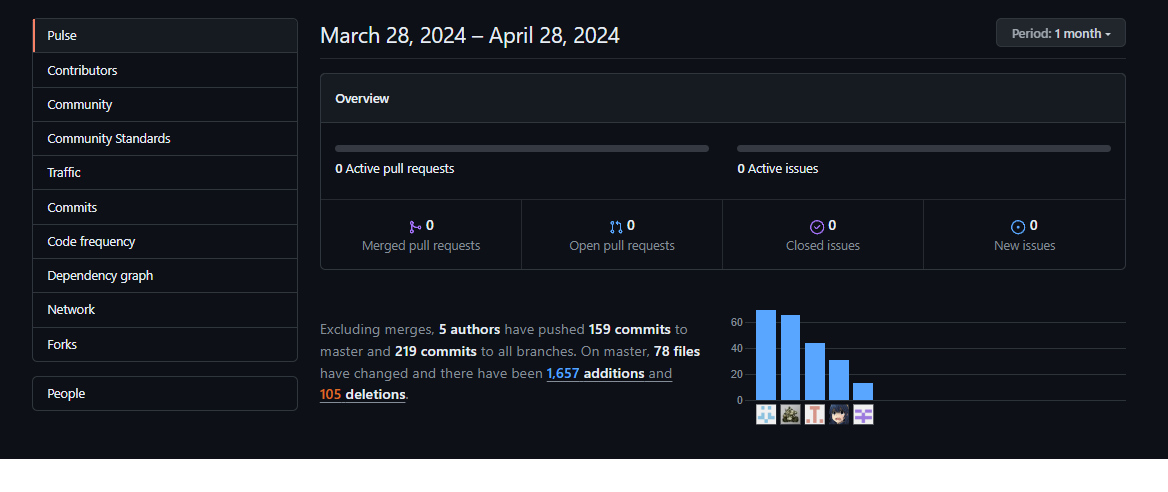 Pulse
Contributors
Community
Community Standards
Traffic
Commits
Code frequency
Dependency graph
Network
Forks
People
March 28, 2024 – April 28, 2024
Period: 1 month
Overview
0 Active pull requests
0 Active issues
0
Merged pull requests
0
Open pull requests
0
Closed issues
0
New issues
Excluding merges, 5 authors have pushed 159 commits to
master and 219 commits to all branches. On master, 78 files
have changed and there have been 1,657 additions and
105 deletions.
60
40
20
0